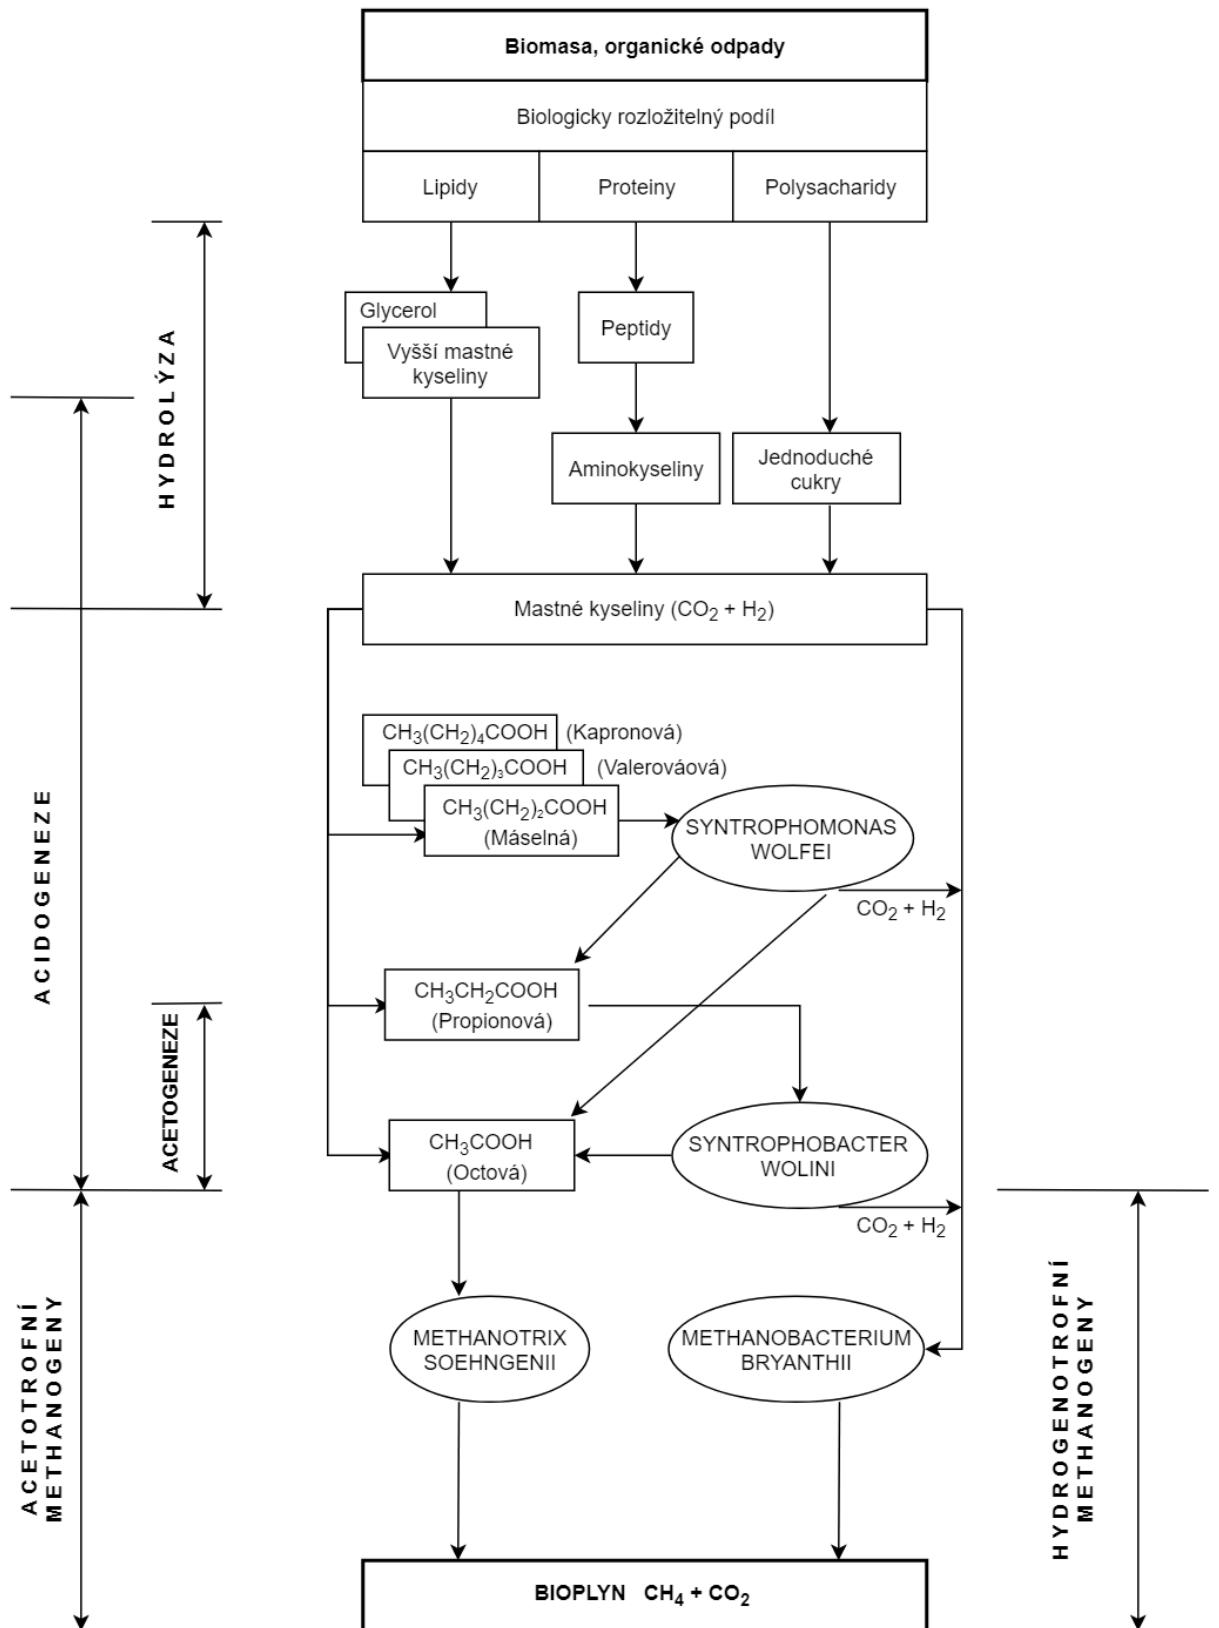 Biomasa, organické odpady
Biologicky rozložitelný podíl
Lipidy
Proteiny
Polysacharidy
Glycerol
Vyšší mastné
kyseliny
Peptidy
Aminokyseliny
Jednoduché
cukry
HYDROLÝZA
Mastné kyseliny (CO₂ + H₂)
CH₃(CH₂)₄COOH
(Kapronová)
CH₃(CH₂)₃COOH
(Valerováová)
CH₃(CH₂)₂COOH
(Máselná)
SYNTROPHOMONAS
WOLFEI
CO₂ + H₂
ACIDOGENEZE
CH₃CH₂COOH
(Propionová)
ACETOGENEZE
CH₃COOH
(Octová)
SYNTROPHOBACTER
WOLINI
CO₂ + H₂
ACETOTROFNÍ
METHANOGENY
METHANOTRIX
SOEHNGENII
METHANOBACTERIUM
BRYANTHII
HYDROGENOTROFNÍ
METHANOGENY
BIOPLYN CH₄ + CO₂